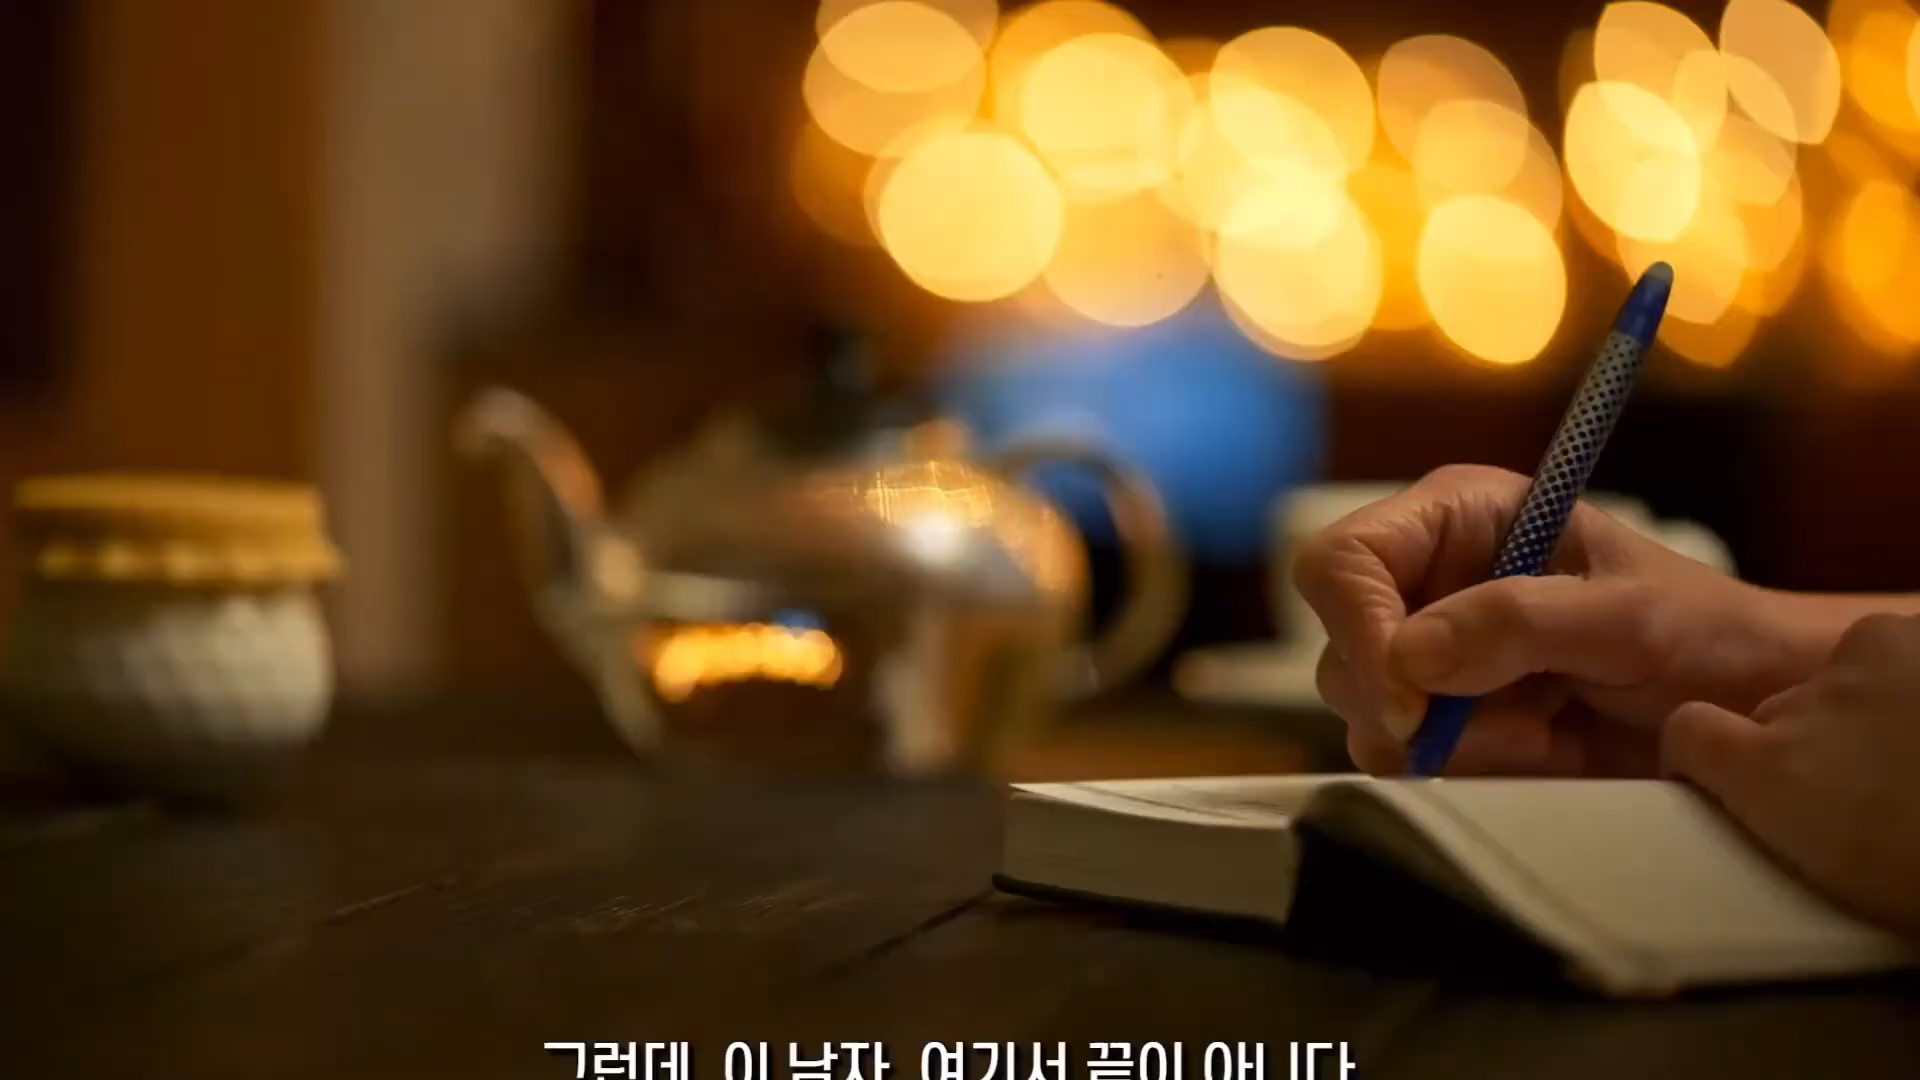 그런데 이 남자 여기서 끝이 아니다